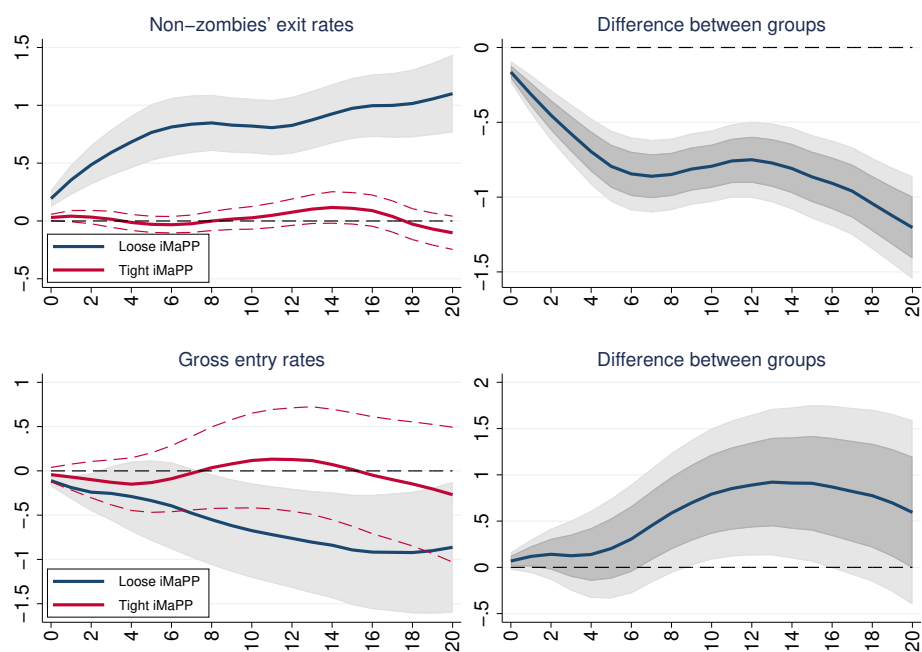 Non−zombies’ exit rates
1.5
1
.5
0
−.5
Loose iMaPP
Tight iMaPP
0 2 4 6 8 10 12 14 16 18 20
Difference between groups
0
−.5
−1
−1.5
0 2 4 6 8 10 12 14 16 18 20
Gross entry rates
1
.5
0
−.5
−1
−1.5
Loose iMaPP
Tight iMaPP
0 2 4 6 8 10 12 14 16 18 20
Difference between groups
2
1.5
1
.5
0
−.5
0 2 4 6 8 10 12 14 16 18 20